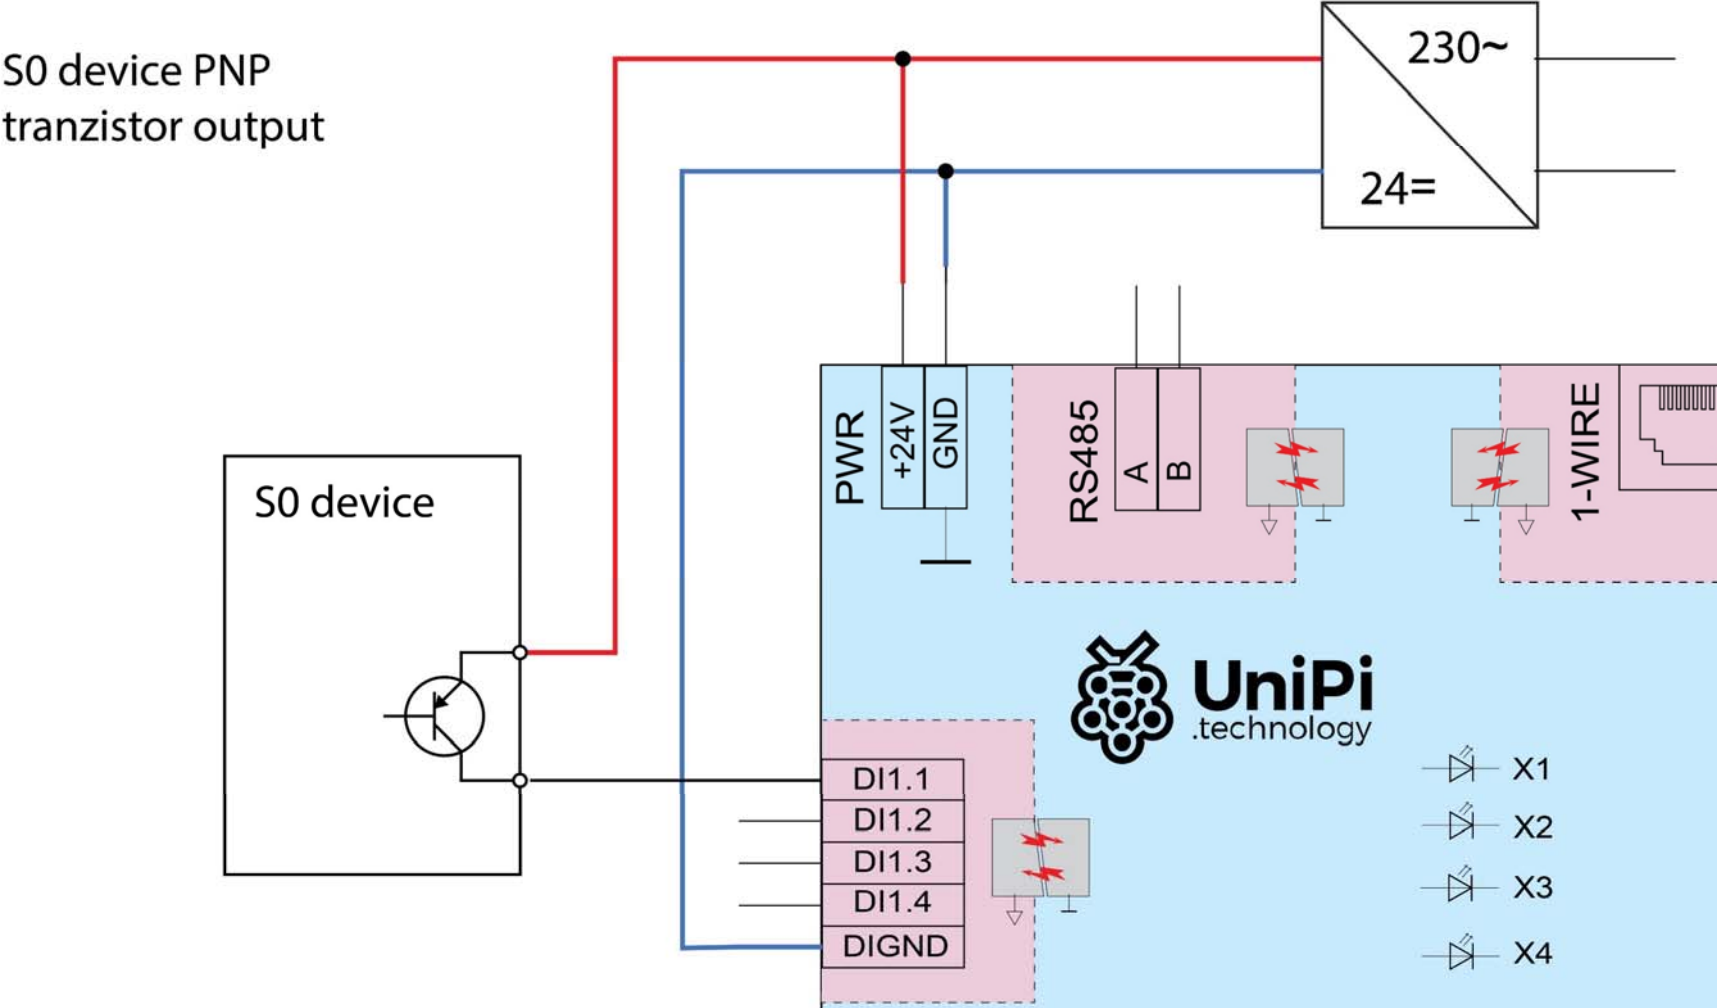 S0 device PNP
tranzistor output
230~
24=
PWR
+24V
GND
RS485
A
B
1-WIRE
S0 device
UniPi
.technology
DI1.1
DI1.2
DI1.3
DI1.4
DIGND
X1
X2
X3
X4